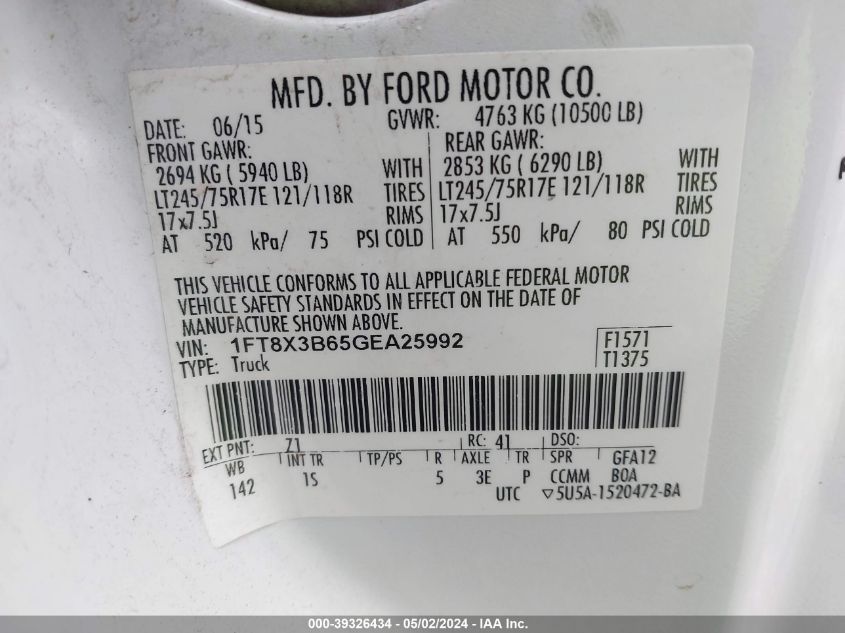 MFD. BY FORD MOTOR CO.
DATE: 06/15 GVWR: 4763 KG (10500 LB)
FRONT GAWR: REAR GAWR:
2694 KG ( 5940 LB) WITH 2853 KG ( 6290 LB) WITH
LT245/75R17E 121/118R TIRES LT245/75R17E 121/118R TIRES
17x7.5J RIMS 17x7.5J RIMS
AT 520 kPa/ 75 PSI COLD AT 550 kPa/ 80 PSI COLD
THIS VEHICLE CONFORMS TO ALL APPLICABLE FEDERAL MOTOR
VEHICLE SAFETY STANDARDS IN EFFECT ON THE DATE OF
MANUFACTURE SHOWN ABOVE.
VIN: 1FT8X3B65GEA25992 F1571
TYPE: Truck T1375
EXT PNT: Z1 RC: 41 DSO:
WB INT TR TP/PS R AXLE TR SPR GFA12
142 1S 5 3E P CCMM BOA
UTC ▽5U5A-1520472-BA
000-39326434 - 05/02/2024 - IAA Inc.